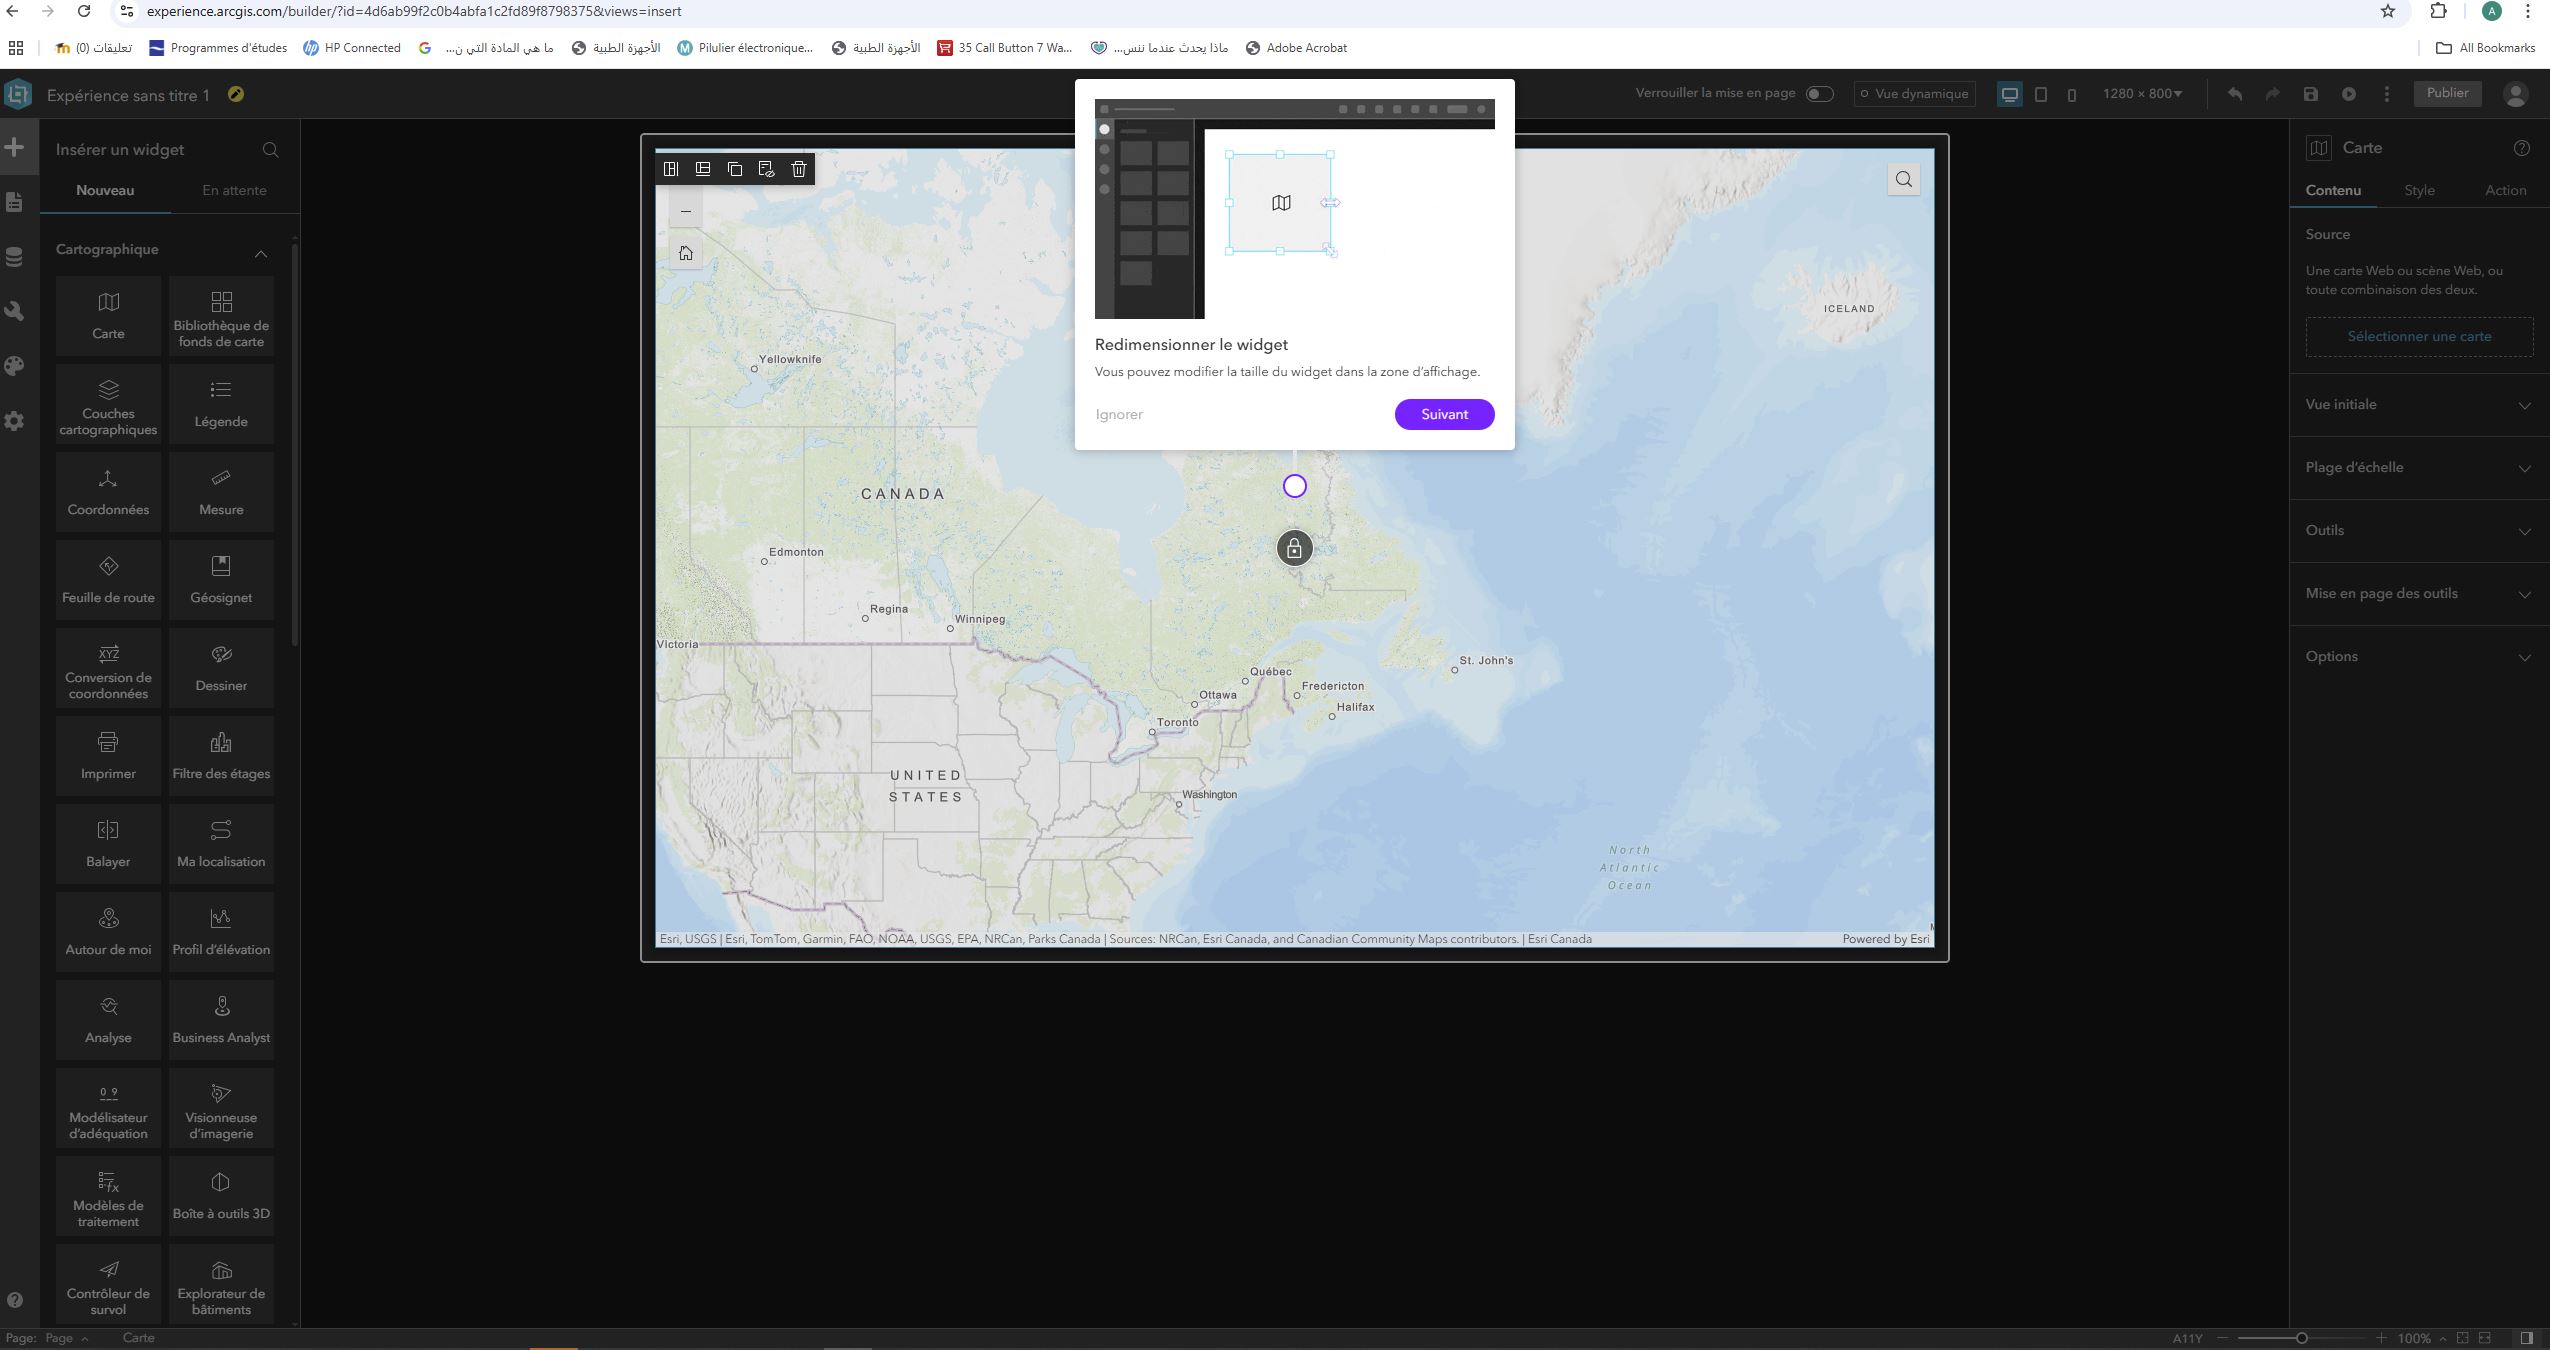 experience.arcgis.com/builder/?id=4d6ab99f2c0b4abfa1c2fd89f8798375&views=insert
تعليقات (0)
Programmes d'études
HP Connected
ما هي المادة التي ن...
الأجهزة الطبية
Pilulier électronique...
الأجهزة الطبية
35 Call Button 7 Wa...
ماذا يحدث عندما ننس...
Adobe Acrobat
All Bookmarks
Expérience sans titre 1
Verrouiller la mise en page
Vue dynamique
1280 × 800
Publier
Insérer un widget
Nouveau
En attente
Cartographique
Carte
Bibliothèque de
fonds de carte
Couches
cartographiques
Légende
Coordonnées
Mesure
Feuille de route
Géosignet
Conversion de
coordonnées
Dessiner
Imprimer
Filtre des étages
Balayer
Ma localisation
Autour de moi
Profil d'élévation
Analyse
Business Analyst
Modélisateur
d'adéquation
Visionneuse
d'imagerie
Modèles de
traitement
Boîte à outils 3D
Contrôleur de
survol
Explorateur de
bâtiments
Redimensionner le widget
Vous pouvez modifier la taille du widget dans la zone d'affichage.
Ignorer
Suivant
ICELAND
Yellowknife
CANADA
Edmonton
Regina
Winnipeg
Victoria
St. John's
Québec
Fredericton
Ottawa
Halifax
Toronto
UNITED
STATES
Washington
North
Atlantic
Ocean
Esri, USGS | Esri, TomTom, Garmin, FAO, NOAA, USGS, EPA, NRCan, Parks Canada | Sources: NRCan, Esri Canada, and Canadian Community Maps contributors. | Esri Canada
Powered by Esri
Carte
Contenu
Style
Action
Source
Une carte Web ou scène Web, ou
toute combinaison des deux.
Sélectionner une carte
Vue initiale
Plage d'échelle
Outils
Mise en page des outils
Options
Page:
Page
Carte
A11Y
100%